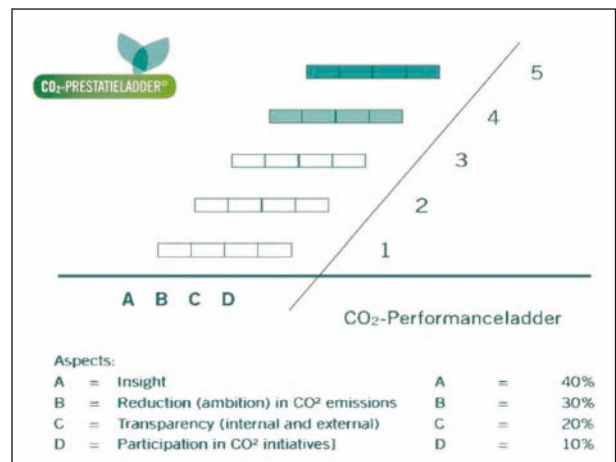 CO₂-PRESTATIELADDER®
5
4
3
2
1
A B C D
CO₂-Performanceladder
Aspects:
A = Insight A = 40%
B = Reduction (ambition) in CO² emissions B = 30%
C = Transparency (internal and external) C = 20%
D = Participation in CO² initiatives] D = 10%